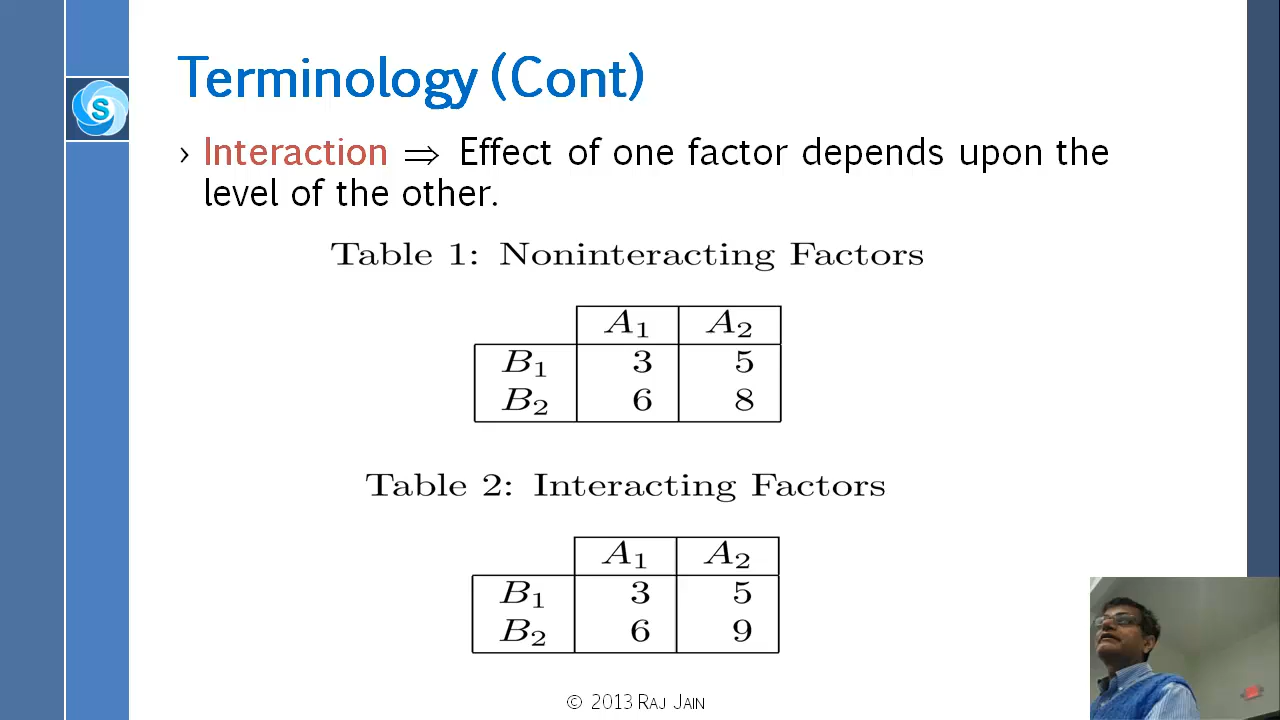 Terminology (Cont)
S
› Interaction ⇒ Effect of one factor depends upon the
level of the other.
Table 1: Noninteracting Factors
A₁ A₂
B₁ 3 5
B₂ 6 8
Table 2: Interacting Factors
A₁ A₂
B₁ 3 5
B₂ 6 9
© 2013 RAJ JAIN